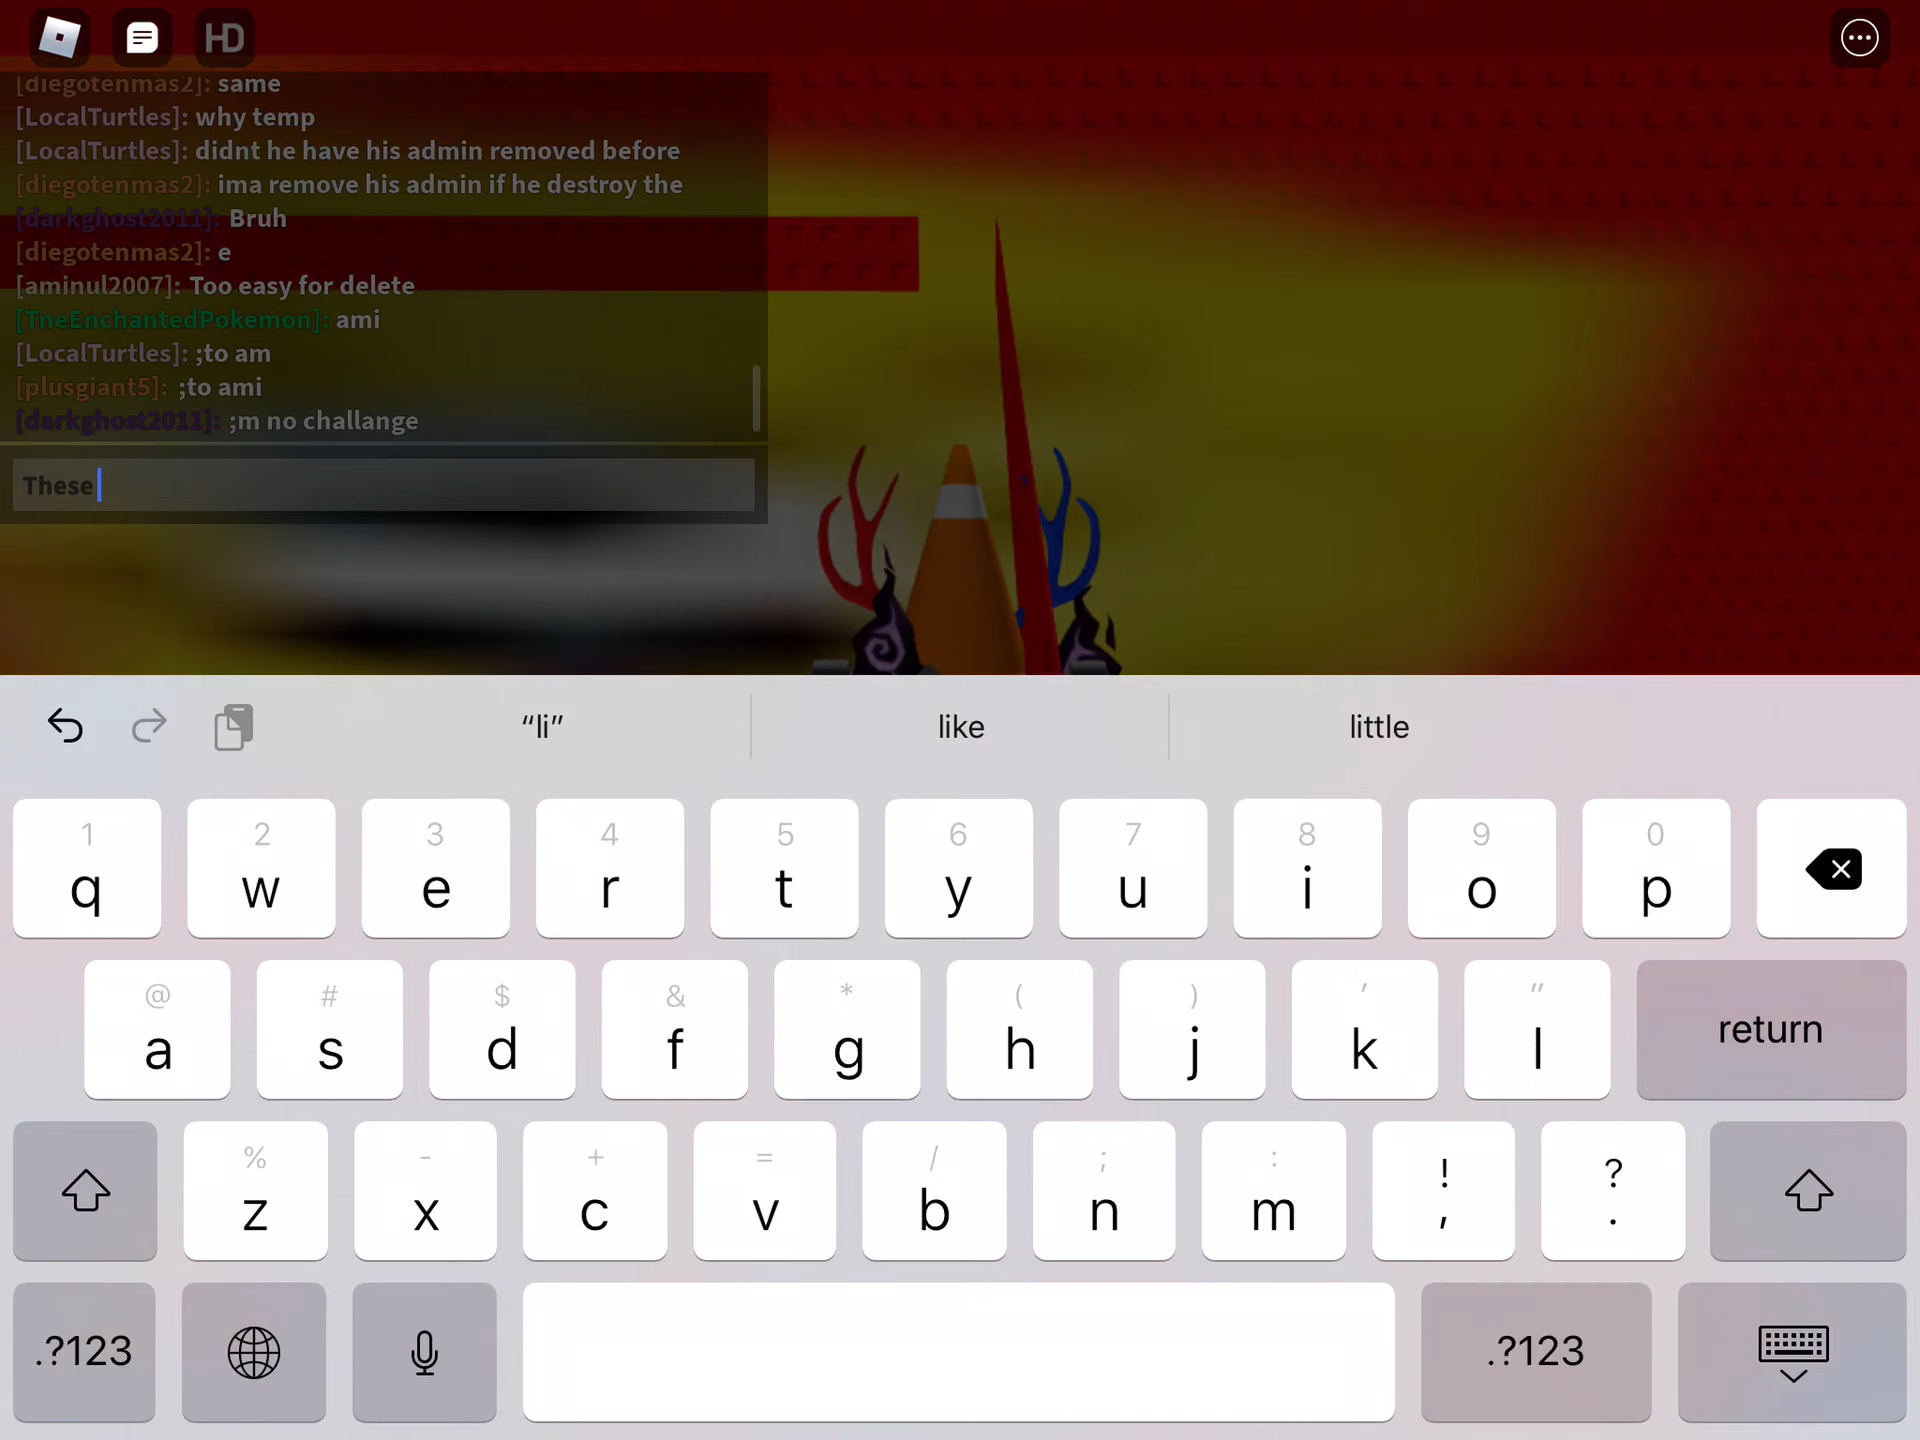 HD
[diegotenmas2]: same
[LocalTurtles]: why temp
[LocalTurtles]: didnt he have his admin removed before
[diegotenmas2]: ima remove his admin if he destroy the
[darkghost2011]: Bruh
[diegotenmas2]: e
[aminul2007]: Too easy for delete
[TneEnchantedPokemon]: ami
[LocalTurtles]: ;to am
[plusgiant5]: ;to ami
[darkghost2011]: ;m no challange
These
“li” like little
1 2 3 4 5 6 7 8 9 0
q w e r t y u i o p
@ # $ & * ( ) ' "
a s d f g h j k l return
% - + = / ; : ! ?
z x c v b n m , .
.?123 .?123